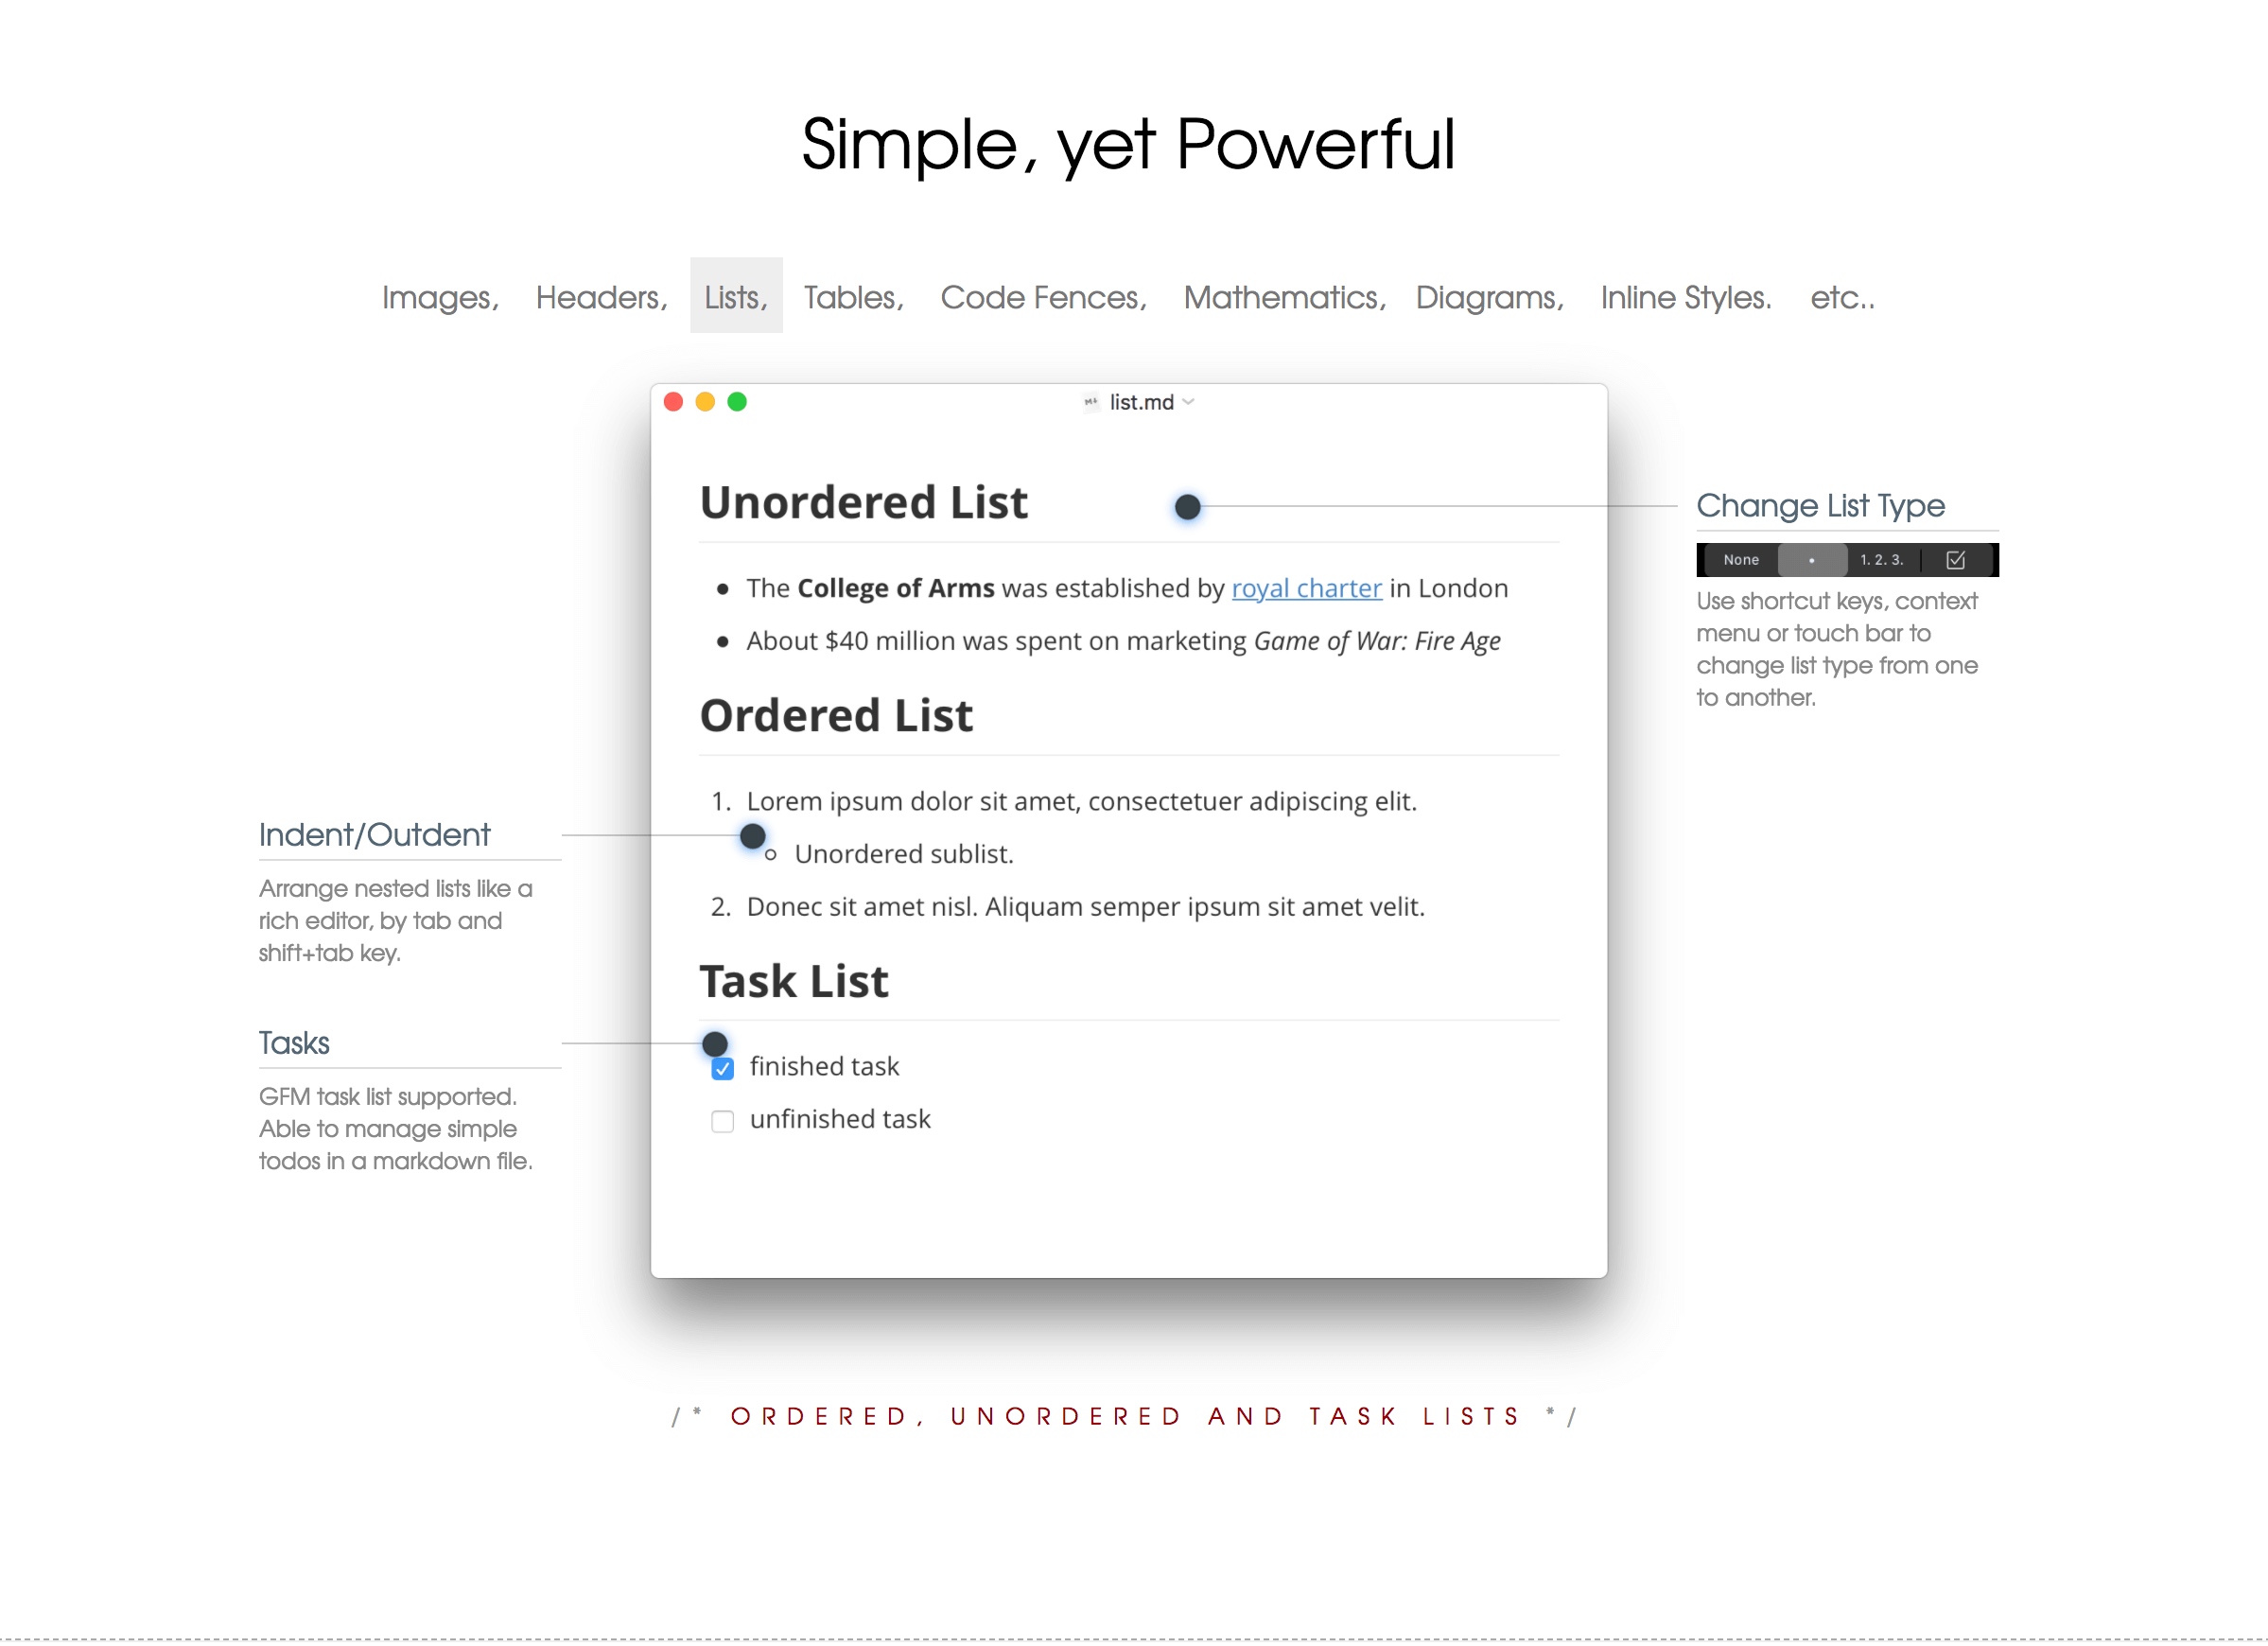 Simple, yet Powerful
Images, Headers, Lists, Tables, Code Fences, Mathematics, Diagrams, Inline Styles. etc..
list.md
Unordered List
• The College of Arms was established by royal charter in London
• About $40 million was spent on marketing Game of War: Fire Age
Ordered List
1. Lorem ipsum dolor sit amet, consectetuer adipiscing elit.
Unordered sublist.
2. Donec sit amet nisl. Aliquam semper ipsum sit amet velit.
Task List
finished task
unfinished task
Change List Type
None • 1. 2. 3.
Use shortcut keys, context
menu or touch bar to
change list type from one
to another.
Indent/Outdent
Arrange nested lists like a
rich editor, by tab and
shift+tab key.
Tasks
GFM task list supported.
Able to manage simple
todos in a markdown file.
/* ORDERED, UNORDERED AND TASK LISTS */